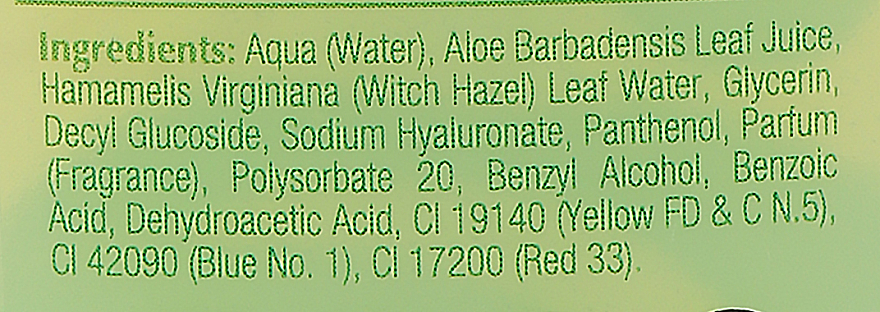 Ingredients: Aqua (Water), Aloe Barbadensis Leaf Juice,
Hamamelis Virginiana (Witch Hazel) Leaf Water, Glycerin,
Decyl Glucoside, Sodium Hyaluronate, Panthenol, Parfum
(Fragrance), Polysorbate 20, Benzyl Alcohol, Benzoic
Acid, Dehydroacetic Acid, CI 19140 (Yellow FD & C N.5),
CI 42090 (Blue No. 1), CI 17200 (Red 33).